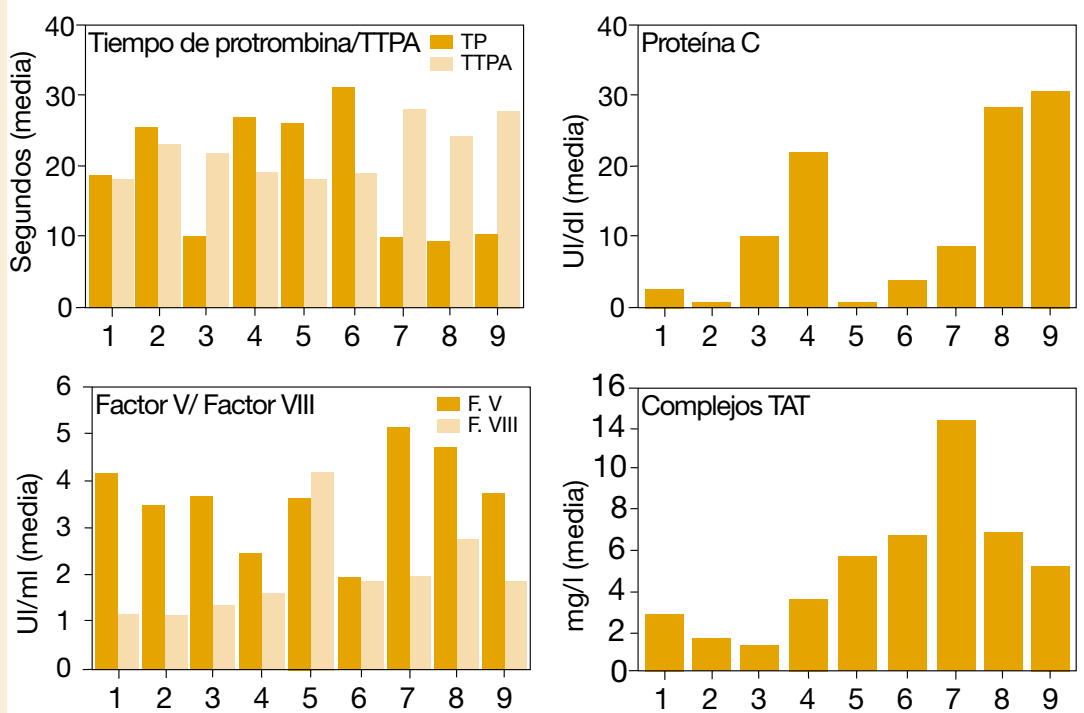 Tiempo de protrombina/TTPA
TP
TTPA
Segundos (media)
40
30
20
10
0
1 2 3 4 5 6 7 8 9
Proteína C
UI/dl (media)
40
30
20
10
0
1 2 3 4 5 6 7 8 9
Factor V/ Factor VIII
F. V
F. VIII
UI/ml (media)
6
5
4
3
2
1
0
1 2 3 4 5 6 7 8 9
Complejos TAT
mg/l (media)
16
14
10
8
6
4
2
0
1 2 3 4 5 6 7 8 9